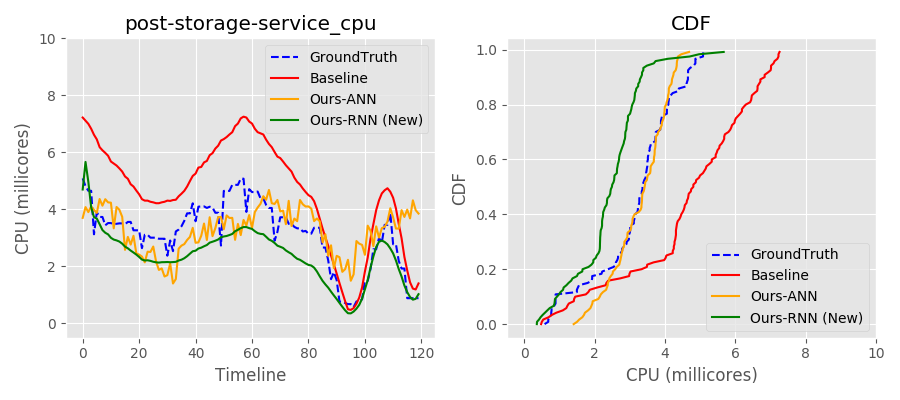 post-storage-service_cpu
CPU (millicores)
10
8
6
4
2
0
GroundTruth
Baseline
Ours-ANN
Ours-RNN (New)
0 20 40 60 80 100 120
Timeline
CDF
CDF
1.0
0.8
0.6
0.4
0.2
0.0
GroundTruth
Baseline
Ours-ANN
Ours-RNN (New)
0 2 4 6 8 10
CPU (millicores)